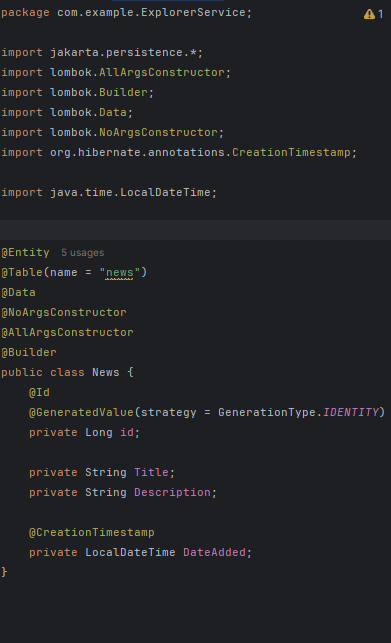 package com.example.ExplorerService;
1
import jakarta.persistence.*;
import lombok.AllArgsConstructor;
import lombok.Builder;
import lombok.Data;
import lombok.NoArgsConstructor;
import org.hibernate.annotations.CreationTimestamp;
import java.time.LocalDateTime;
@Entity 5 usages
@Table(name = "news")
@Data
@NoArgsConstructor
@AllArgsConstructor
@Builder
public class News {
@Id
@GeneratedValue(strategy = GenerationType.IDENTITY)
private Long id;
private String Title;
private String Description;
@CreationTimestamp
private LocalDateTime DateAdded;
}